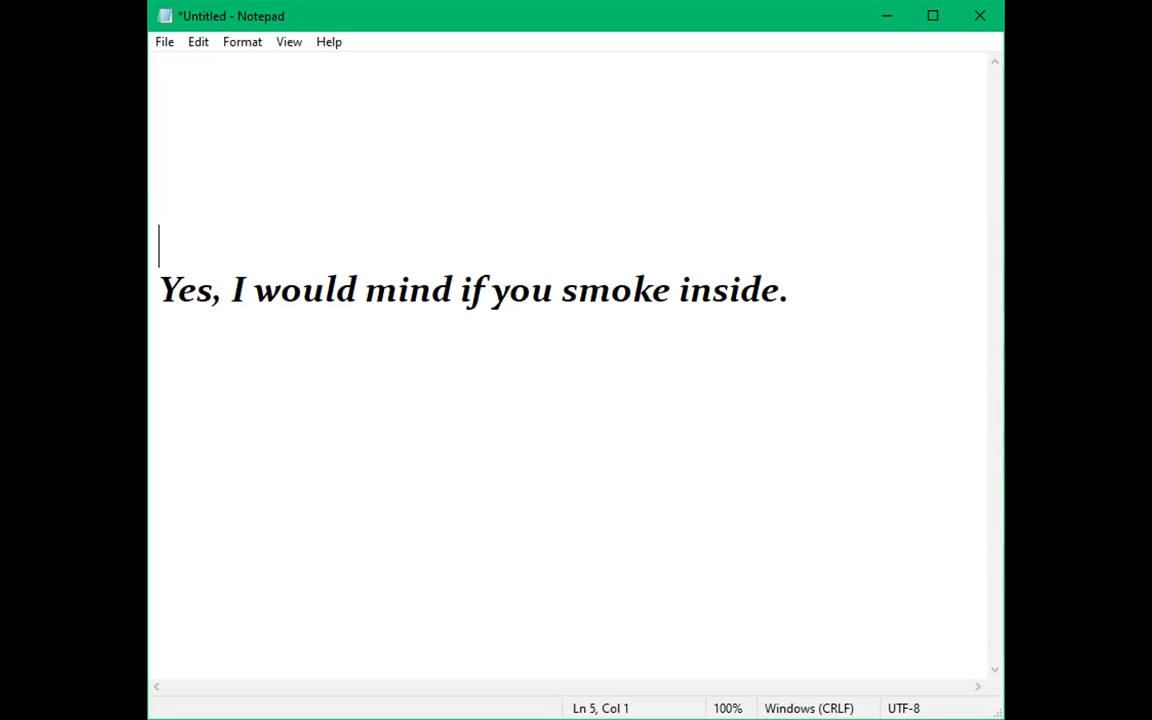 *Untitled - Notepad
File Edit Format View Help
Yes, I would mind if you smoke inside.
Ln 5, Col 1 100% Windows (CRLF) UTF-8